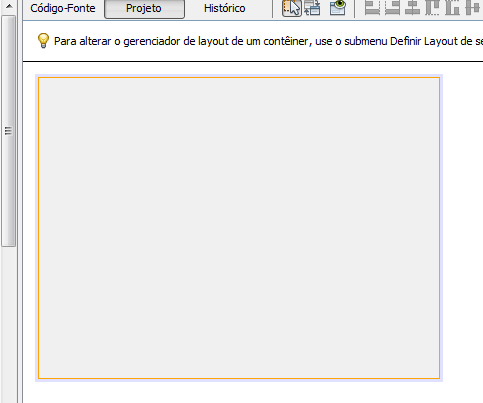 Código-Fonte Projeto Histórico
Para alterar o gerenciador de layout de um contêiner, use o submenu Definir Layout de se